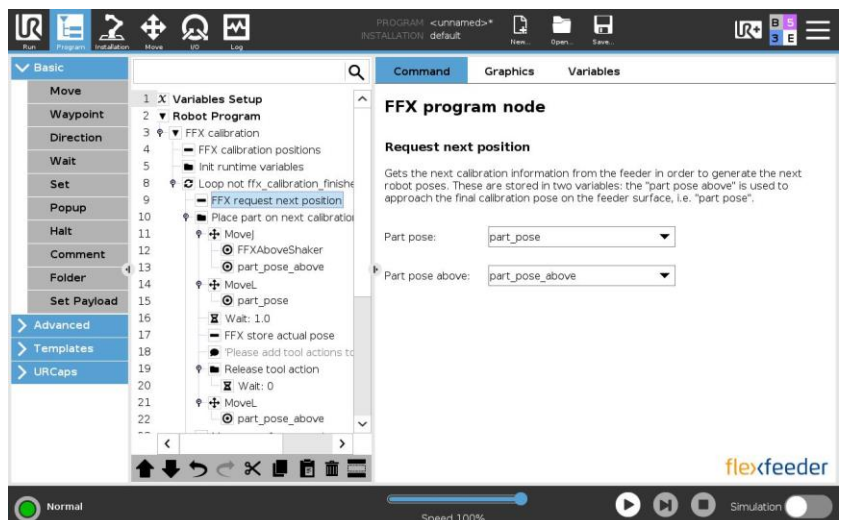 UR
Run
Program
Installation
Move
I/O
Log
PROGRAM <unnamed>*
INSTALLATION default
New...
Open...
Save...
UR+
B 5
3 E
Basic
Move
Waypoint
Direction
Wait
Set
Popup
Halt
Comment
Folder
Set Payload
Advanced
Templates
URCaps
1 X Variables Setup
2 Robot Program
3 FFX calibration
4 FFX calibration positions
5 Init runtime variables
8 Loop not ffx_calibration_finishe
9 FFX request next position
10 Place part on next calibration
11 MoveJ
12 FFXAboveShaker
13 part_pose_above
14 MoveL
15 part_pose
16 Wait: 1.0
17 FFX store actual pose
18 'Please add tool actions to
19 Release tool action
20 Wait: 0
21 MoveL
22 part_pose_above
Command Graphics Variables
FFX program node
Request next position
Gets the next calibration information from the feeder in order to generate the next
robot poses. These are stored in two variables: the "part pose above" is used to
approach the final calibration pose on the feeder surface, i.e. "part pose".
Part pose: part_pose
Part pose above: part_pose_above
flexfeeder
Normal
Speed 100%
Simulation